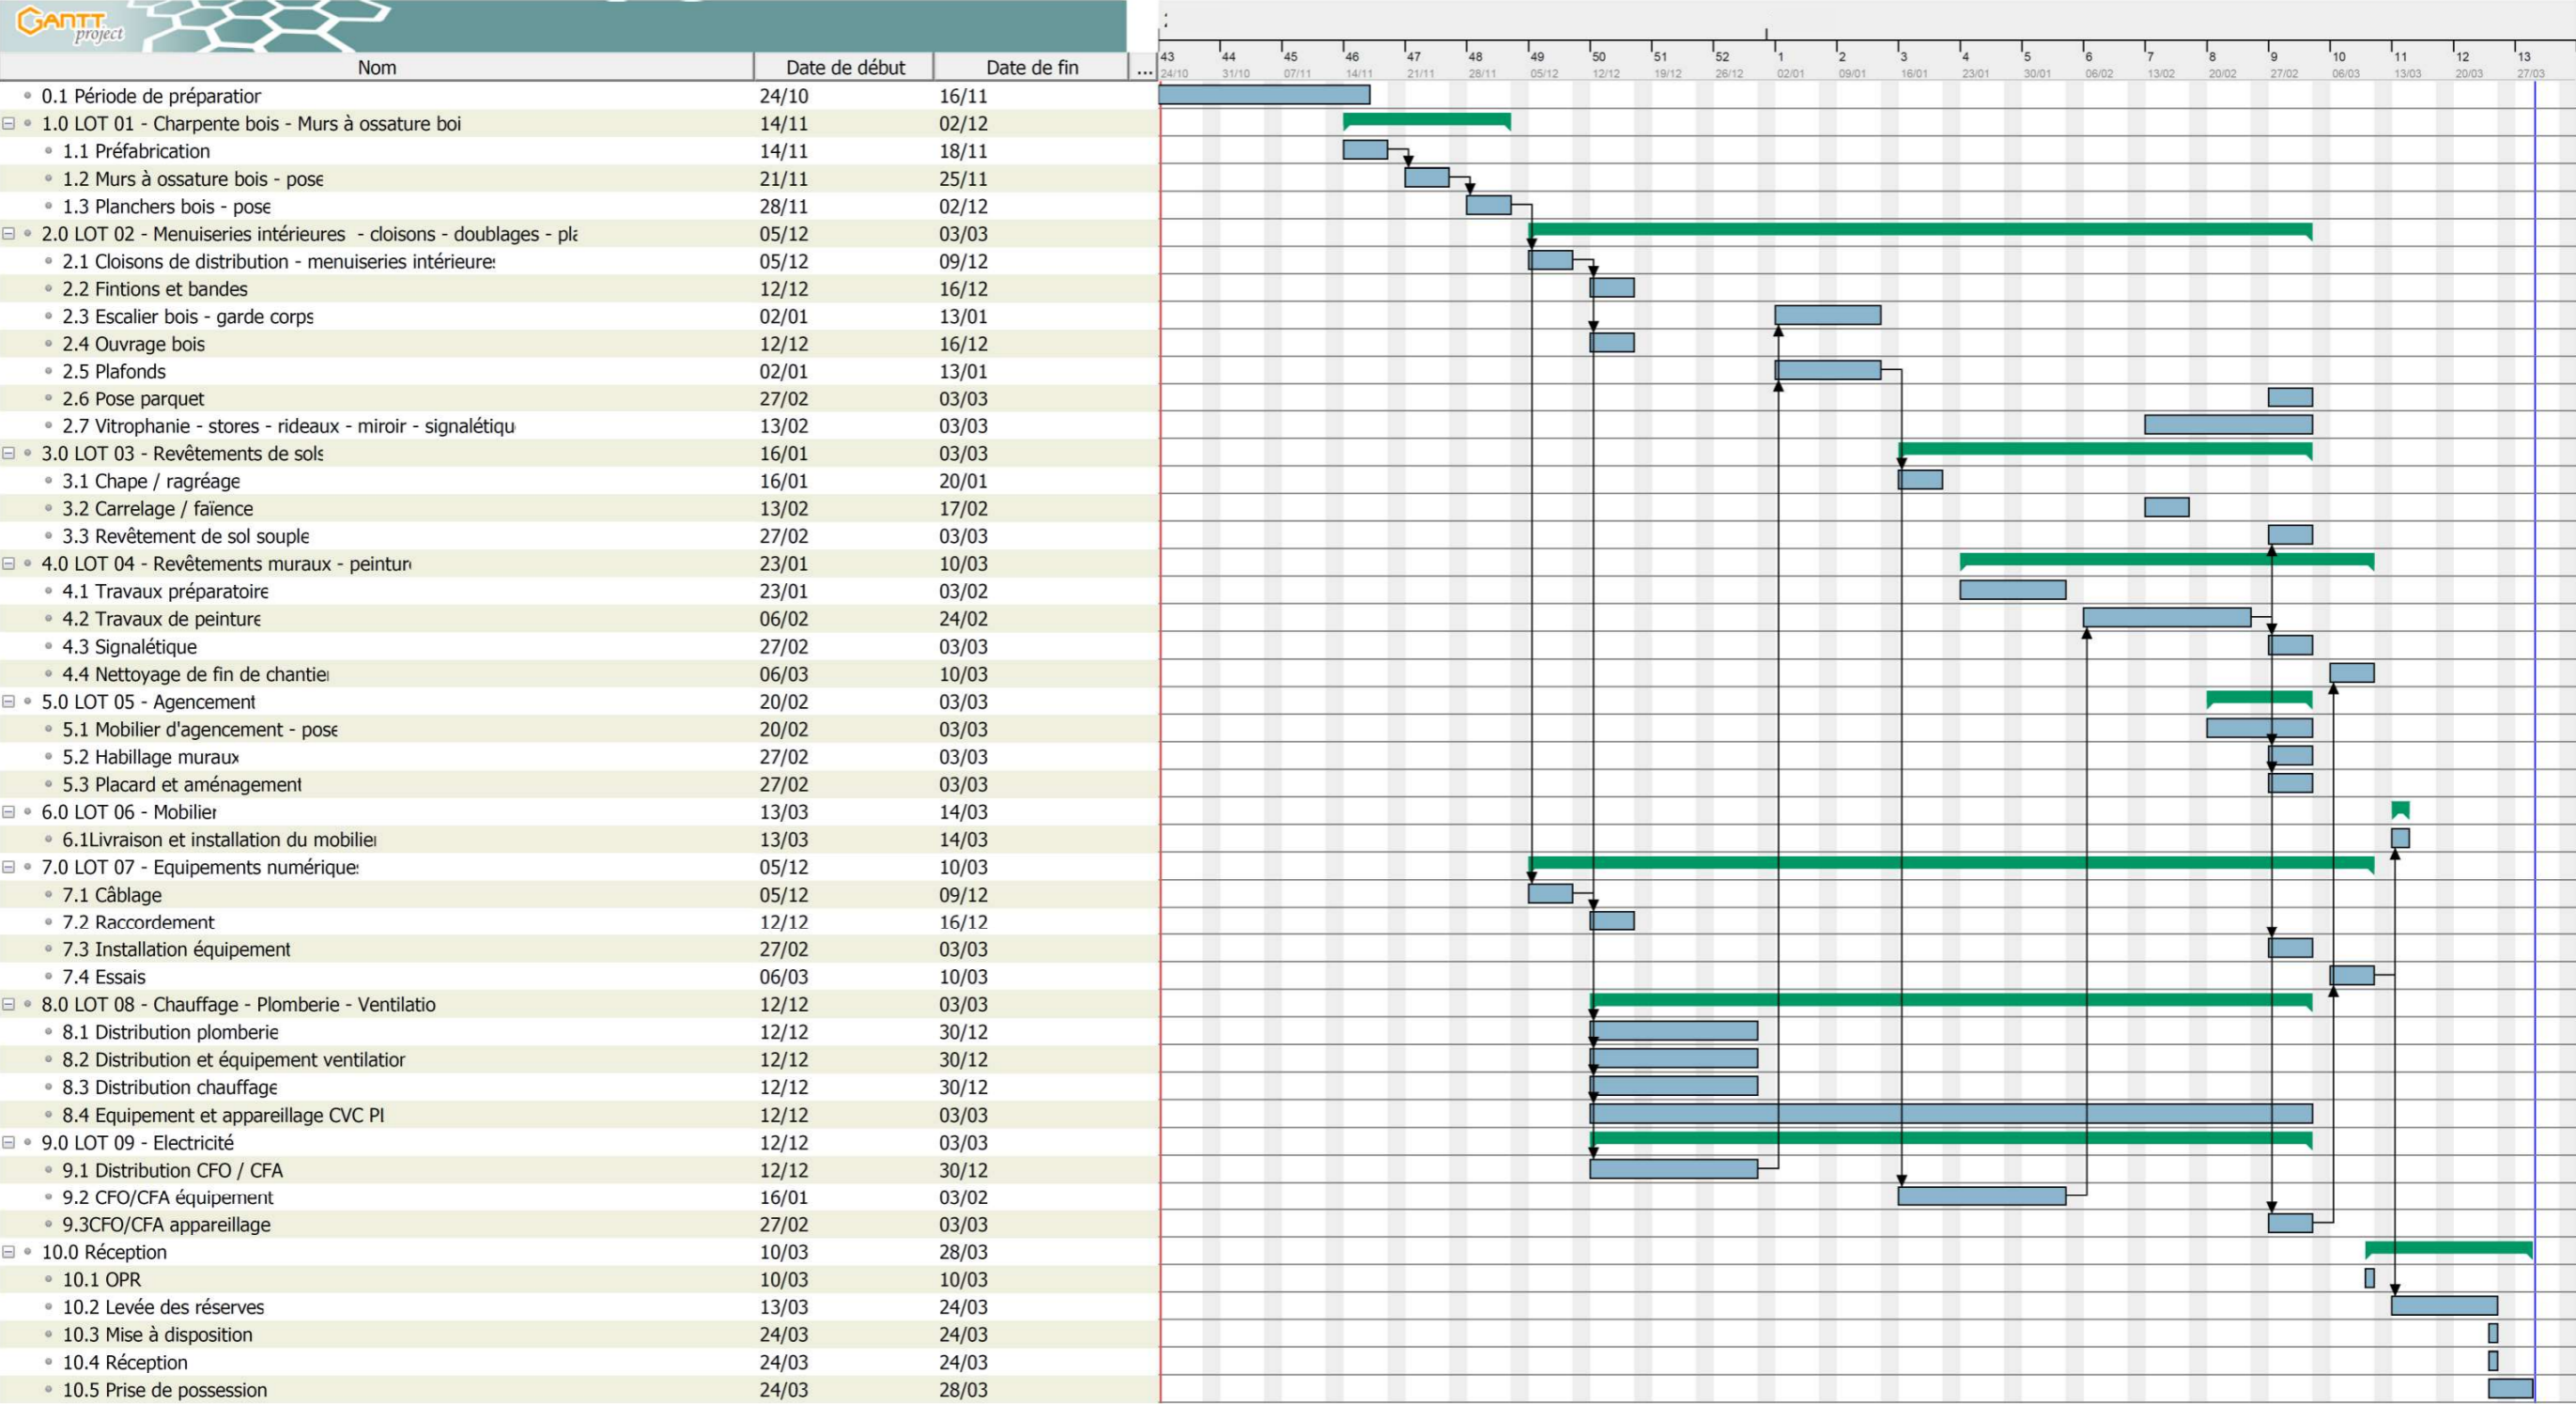 GANTT
project
Nom Date de début Date de fin ...
43 44 45 46 47 48 49 50 51 52 1 2 3 4 5 6 7 8 9 10 11 12 13
24/10 31/10 07/11 14/11 21/11 28/11 05/12 12/12 19/12 26/12 02/01 09/01 16/01 23/01 30/01 06/02 13/02 20/02 27/02 06/03 13/03 20/03 27/03
0.1 Période de préparation 24/10 16/11
1.0 LOT 01 - Charpente bois - Murs à ossature boi 14/11 02/12
1.1 Préfabrication 14/11 18/11
1.2 Murs à ossature bois - pose 21/11 25/11
1.3 Planchers bois - pose 28/11 02/12
2.0 LOT 02 - Menuiseries intérieures - cloisons - doublages - pla 05/12 03/03
2.1 Cloisons de distribution - menuiseries intérieures 05/12 09/12
2.2 Fintions et bandes 12/12 16/12
2.3 Escalier bois - garde corps 02/01 13/01
2.4 Ouvrage bois 12/12 16/12
2.5 Plafonds 02/01 13/01
2.6 Pose parquet 27/02 03/03
2.7 Vitrophanie - stores - rideaux - miroir - signalétiqu 13/02 03/03
3.0 LOT 03 - Revêtements de sols 16/01 03/03
3.1 Chape / ragréage 16/01 20/01
3.2 Carrelage / faïence 13/02 17/02
3.3 Revêtement de sol souple 27/02 03/03
4.0 LOT 04 - Revêtements muraux - peinture 23/01 10/03
4.1 Travaux préparatoire 23/01 03/02
4.2 Travaux de peinture 06/02 24/02
4.3 Signalétique 27/02 03/03
4.4 Nettoyage de fin de chantier 06/03 10/03
5.0 LOT 05 - Agencement 20/02 03/03
5.1 Mobilier d'agencement - pose 20/02 03/03
5.2 Habillage muraux 27/02 03/03
5.3 Placard et aménagement 27/02 03/03
6.0 LOT 06 - Mobilier 13/03 14/03
6.1Livraison et installation du mobilier 13/03 14/03
7.0 LOT 07 - Equipements numériques 05/12 10/03
7.1 Câblage 05/12 09/12
7.2 Raccordement 12/12 16/12
7.3 Installation équipement 27/02 03/03
7.4 Essais 06/03 10/03
8.0 LOT 08 - Chauffage - Plomberie - Ventilatio 12/12 03/03
8.1 Distribution plomberie 12/12 30/12
8.2 Distribution et équipement ventilation 12/12 30/12
8.3 Distribution chauffage 12/12 30/12
8.4 Equipement et appareillage CVC Pl 12/12 03/03
9.0 LOT 09 - Electricité 12/12 03/03
9.1 Distribution CFO / CFA 12/12 30/12
9.2 CFO/CFA équipement 16/01 03/02
9.3CFO/CFA appareillage 27/02 03/03
10.0 Réception 10/03 28/03
10.1 OPR 10/03 10/03
10.2 Levée des réserves 13/03 24/03
10.3 Mise à disposition 24/03 24/03
10.4 Réception 24/03 24/03
10.5 Prise de possession 24/03 28/03